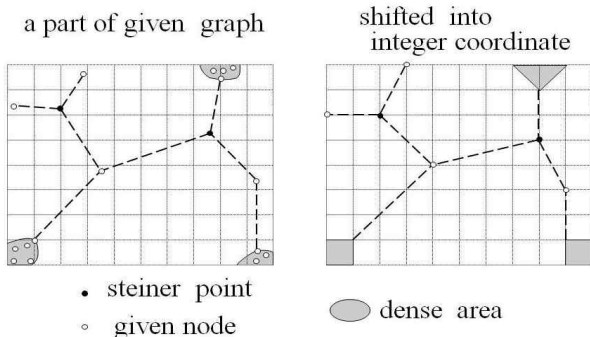 a part of given graph
shifted into
integer coordinate
steiner point
given node
dense area